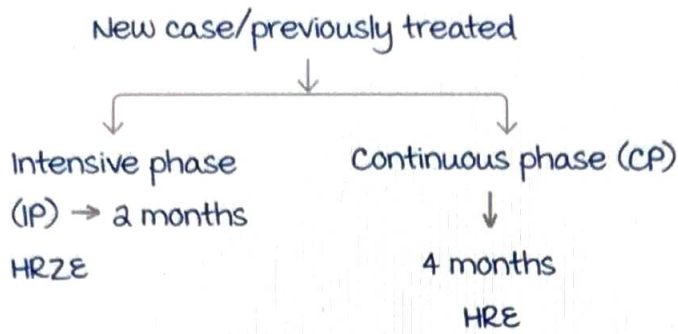 New case/previously treated
Intensive phase
(IP) → 2 months
HRZE
Continuous phase (CP)
4 months
HRE